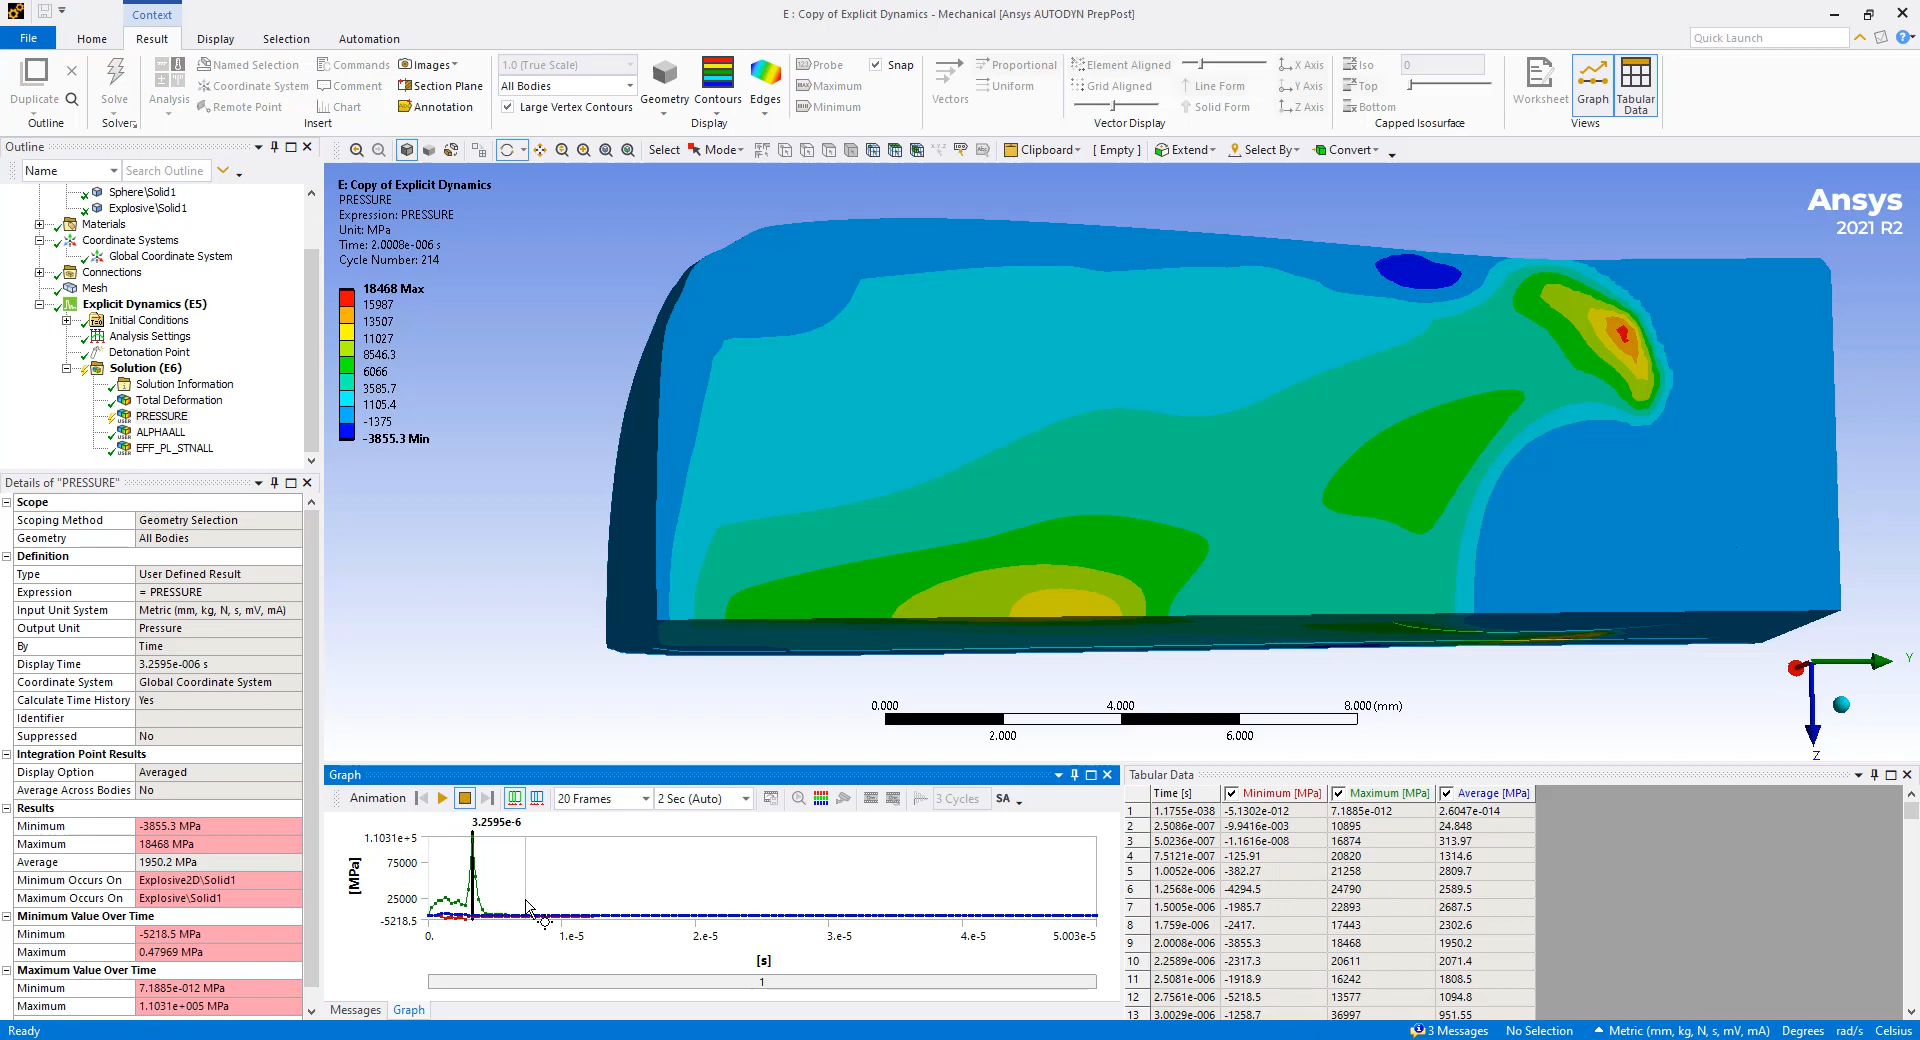 Context
E : Copy of Explicit Dynamics - Mechanical [Ansys AUTODYN PrepPost]
File
Home
Result
Display
Selection
Automation
Quick Launch
Duplicate
Outline
Solve
Solver
Analysis
Named Selection
Coordinate System
Remote Point
Commands
Comment
Chart
Images
Section Plane
Annotation
Insert
1.0 (True Scale)
All Bodies
Large Vertex Contours
Geometry
Contours
Edges
Display
Probe
Maximum
Minimum
Snap
Vectors
Proportional
Uniform
Element Aligned
Grid Aligned
Line Form
Solid Form
X Axis
Y Axis
Z Axis
Vector Display
Iso
Top
Bottom
0
Capped Isosurface
Worksheet
Graph
Tabular
Data
Views
Outline
Name
Search Outline
Select
Mode
Clipboard
[ Empty ]
Extend
Select By
Convert
Sphere\Solid1
Explosive\Solid1
Materials
Coordinate Systems
Global Coordinate System
Connections
Mesh
Explicit Dynamics (E5)
Initial Conditions
Analysis Settings
Detonation Point
Solution (E6)
Solution Information
Total Deformation
PRESSURE
ALPHAALL
EFF_PL_STNALL
E: Copy of Explicit Dynamics
PRESSURE
Expression: PRESSURE
Unit: MPa
Time: 2.0008e-006 s
Cycle Number: 214
18468 Max
15987
13507
11027
8546.3
6066
3585.7
1105.4
-1375
-3855.3 Min
Ansys
2021 R2
0.000
4.000
8.000 (mm)
2.000
6.000
Y
Z
Details of "PRESSURE"
Scope
Scoping Method Geometry Selection
Geometry All Bodies
Definition
Type User Defined Result
Expression = PRESSURE
Input Unit System Metric (mm, kg, N, s, mV, mA)
Output Unit Pressure
By Time
Display Time 3.2595e-006 s
Coordinate System Global Coordinate System
Calculate Time History Yes
Identifier
Suppressed No
Integration Point Results
Display Option Averaged
Average Across Bodies No
Results
Minimum -3855.3 MPa
Maximum 18468 MPa
Average 1950.2 MPa
Minimum Occurs On Explosive2D\Solid1
Maximum Occurs On Explosive\Solid1
Minimum Value Over Time
Minimum -5218.5 MPa
Maximum 0.47969 MPa
Maximum Value Over Time
Minimum 7.1885e-012 MPa
Maximum 1.1031e+005 MPa
Graph
Animation
20 Frames
2 Sec (Auto)
3 Cycles
SA
3.2595e-6
1.1031e+5
75000
25000
-5218.5
[MPa]
0. 1.e-5 2.e-5 3.e-5 4.e-5 5.003e-5
[s]
1
Messages
Graph
Tabular Data
Time [s] Minimum [MPa] Maximum [MPa] Average [MPa]
1 1.1755e-038 -5.1302e-012 7.1885e-012 2.6047e-014
2 2.5086e-007 -9.9416e-003 10895 24.848
3 5.0236e-007 -1.1616e-008 16874 313.97
4 7.5121e-007 -125.91 20820 1314.6
5 1.0052e-006 -382.27 21258 2809.7
6 1.2568e-006 -4294.5 24790 2589.5
7 1.5005e-006 -1985.7 22893 2687.5
8 1.759e-006 -2417. 17443 2302.6
9 2.0008e-006 -3855.3 18468 1950.2
10 2.2589e-006 -2317.3 20611 2071.4
11 2.5081e-006 -1918.9 16242 1808.5
12 2.7561e-006 -5218.5 13577 1094.8
13 3.0029e-006 -1258.7 36997 951.55
Ready
3 Messages
No Selection
Metric (mm, kg, N, s, mV, mA)
Degrees
rad/s
Celsius